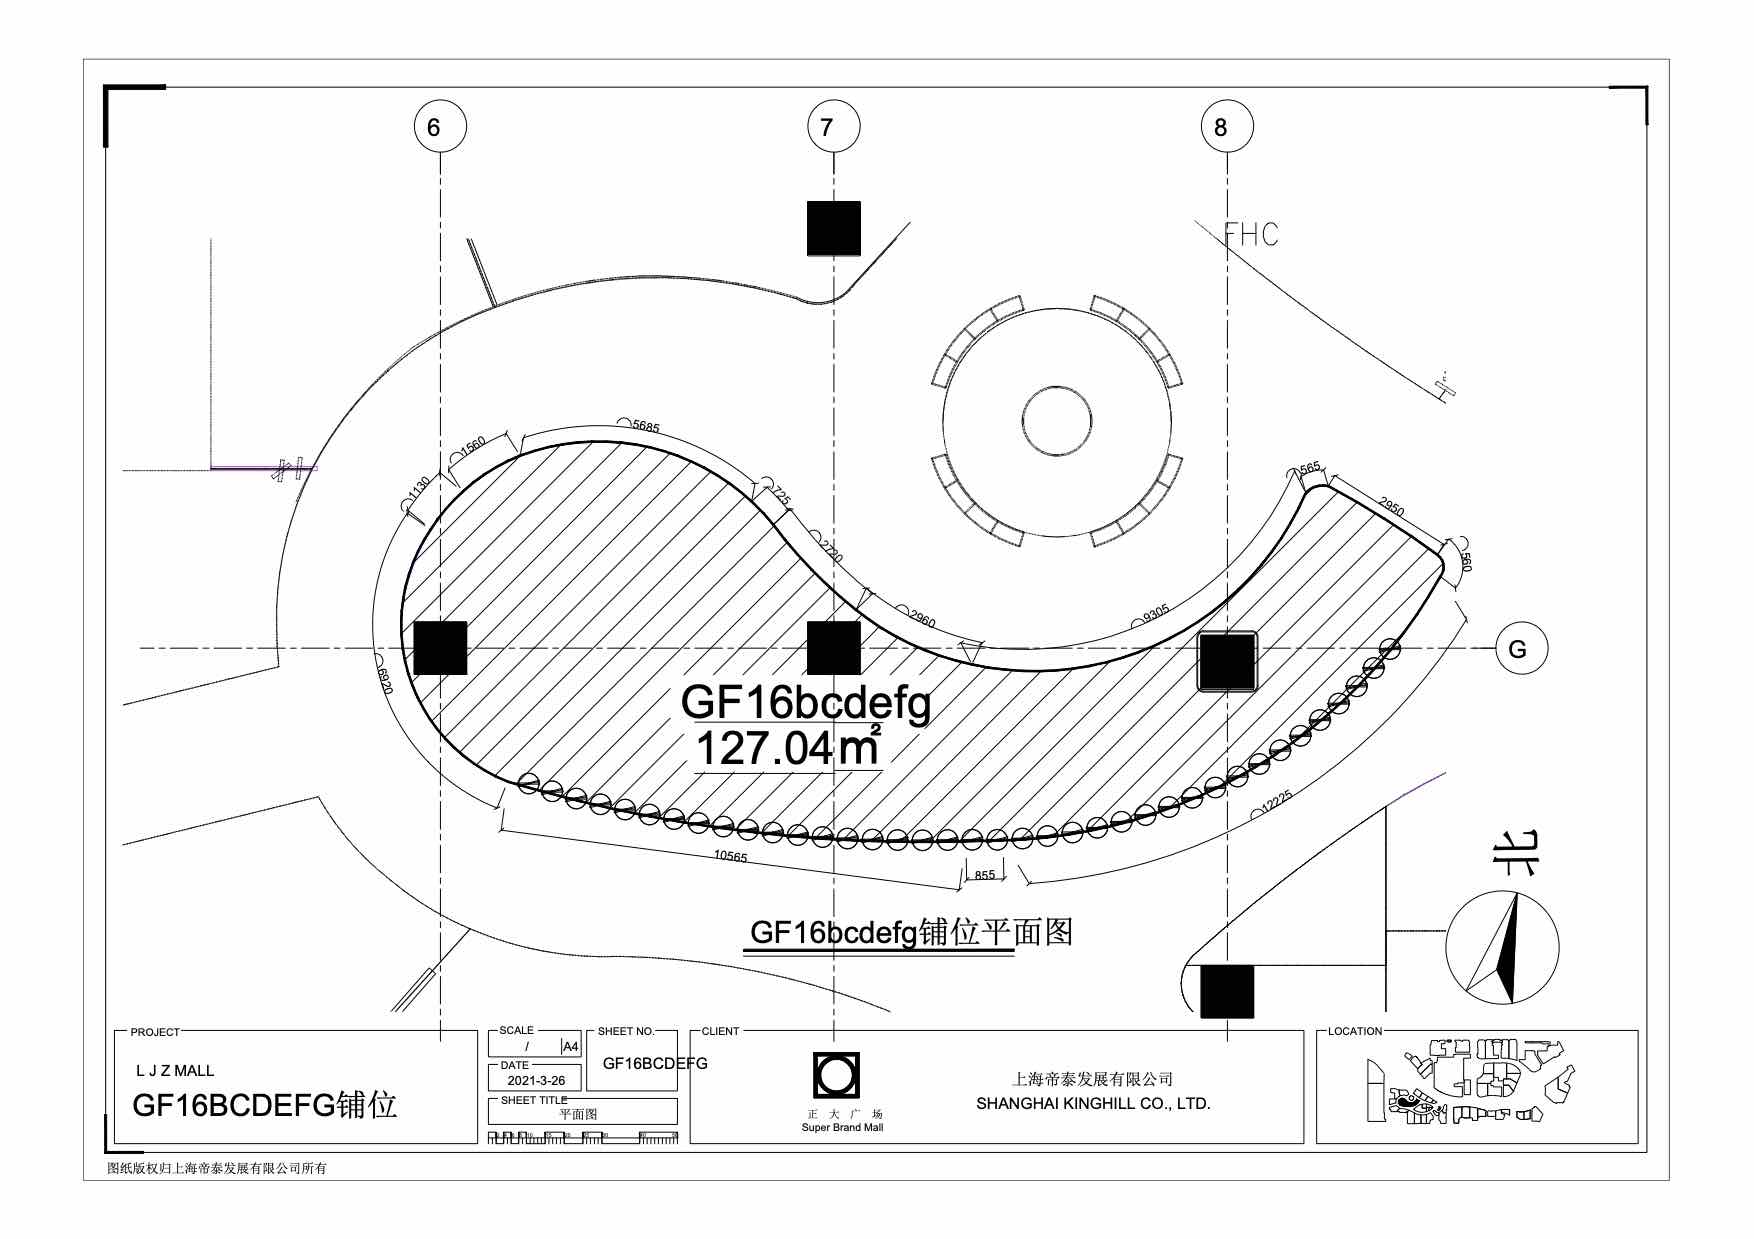 6
7
8
FHC
5685
1560
1130
725
565
2950
2720
560
2960
9305
G
6920
GF16bcdefg
127.04㎡
12225
10565
855
北
GF16bcdefg铺位平面图
PROJECT
L J Z MALL
GF16BCDEFG铺位
SCALE
/ A4
DATE
2021-3-26
SHEET NO.
GF16BCDEFG
SHEET TITLE
平面图
CLIENT
正大广场
Super Brand Mall
上海帝泰发展有限公司
SHANGHAI KINGHILL CO., LTD.
LOCATION
图纸版权归上海帝泰发展有限公司所有